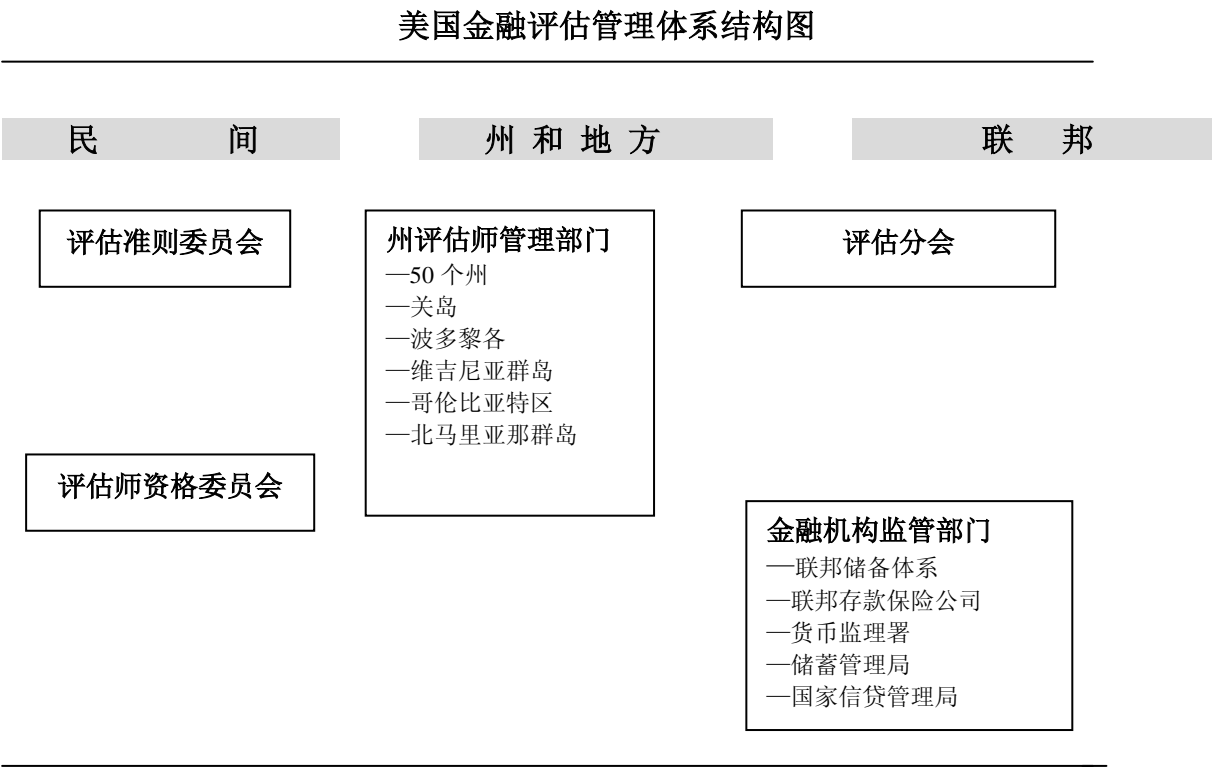 美国金融评估管理体系结构图
民 间
州 和 地 方
联 邦
评估准则委员会
评估师资格委员会
州评估师管理部门
—50 个州
—关岛
—波多黎各
—维吉尼亚群岛
—哥伦比亚特区
—北马里亚那群岛
评估分会
金融机构监管部门
—联邦储备体系
—联邦存款保险公司
—货币监理署
—储蓄管理局
—国家信贷管理局